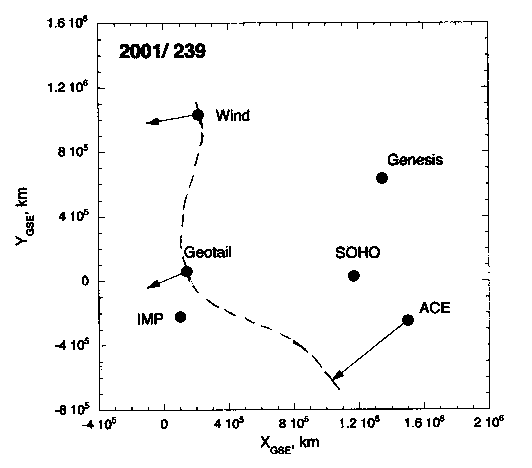 1.6 10⁶
2001/ 239
1.2 10⁶
Wind
8 10⁵
Genesis
4 10⁵
Geotail
SOHO
0
IMP
ACE
-4 10⁵
-8 10⁵
Y_GSE, km
-4 10⁵ 0 4 10⁵ 8 10⁵ 1.2 10⁶ 1.6 10⁶ 2 10⁶
X_GSE, km